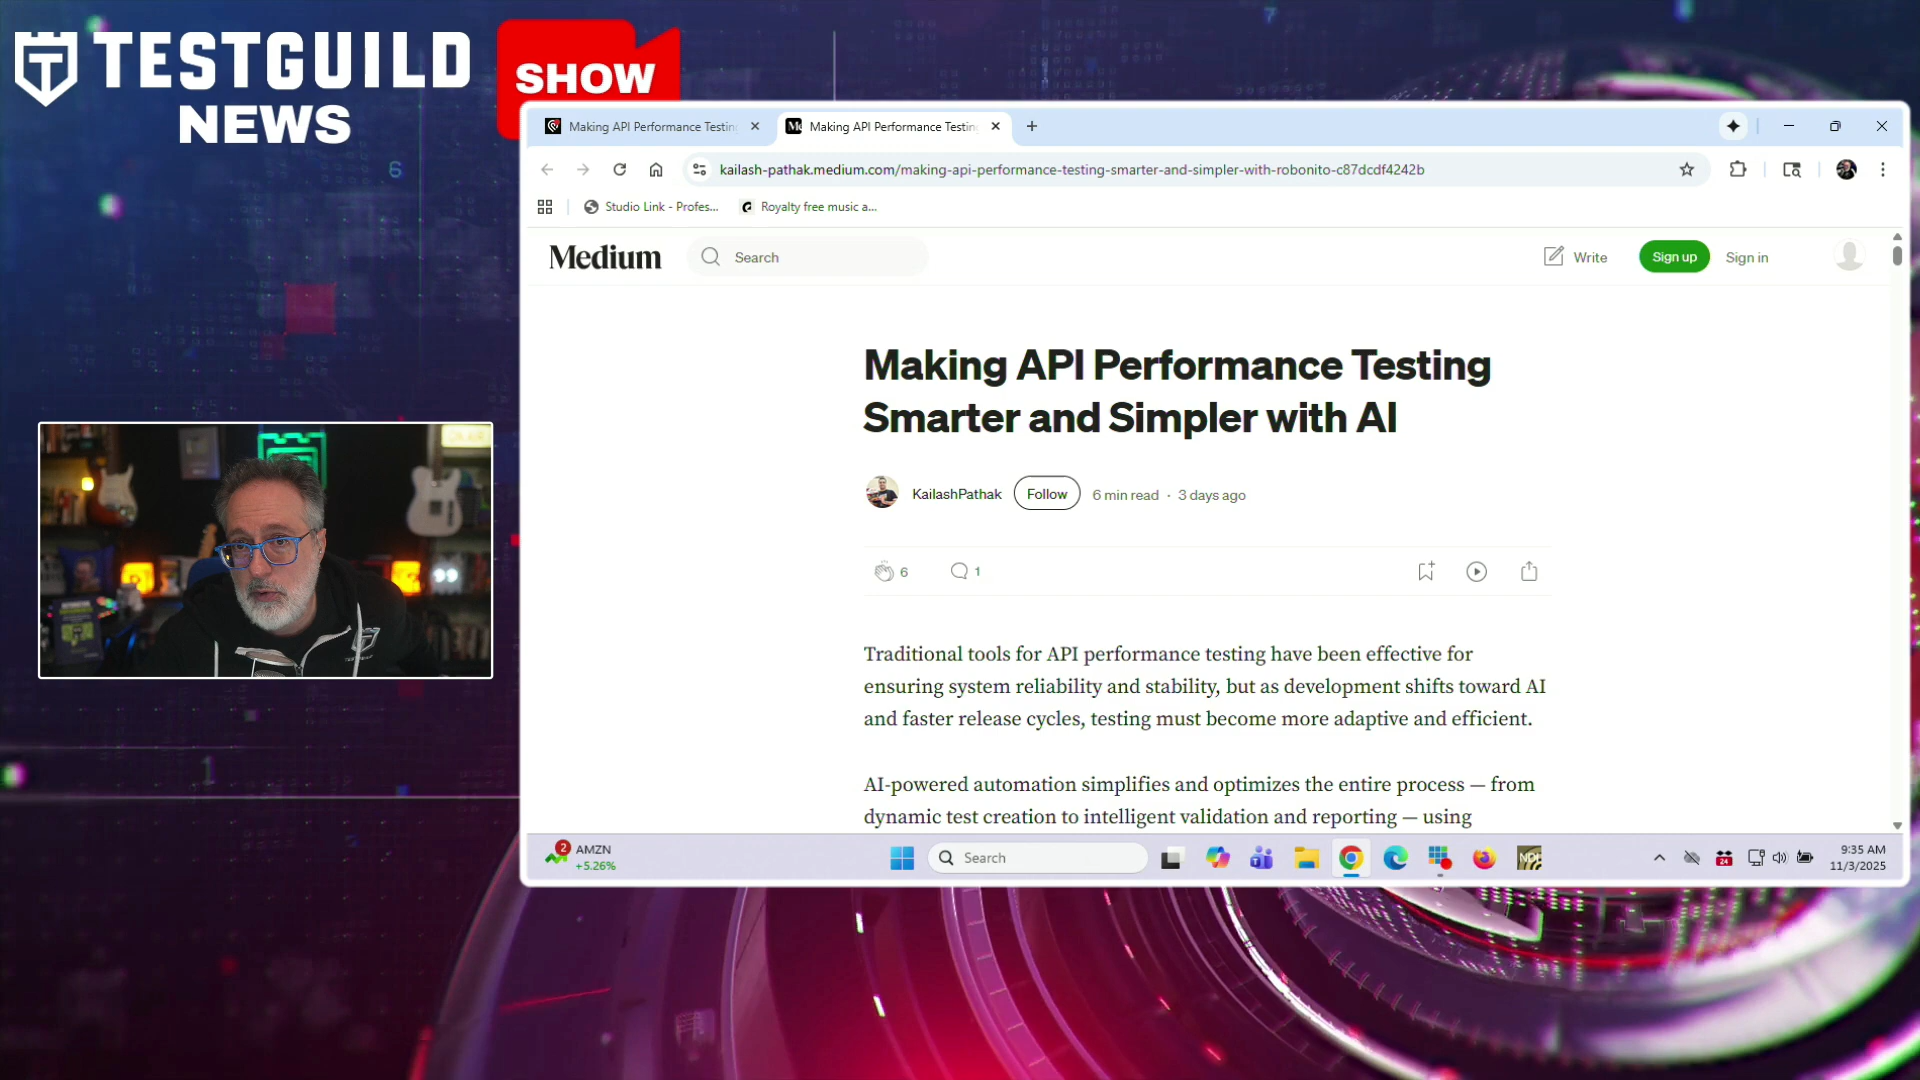 TESTGUILD
NEWS
SHOW
Making API Performance Testin
Making API Performance Testin
kailash-pathak.medium.com/making-api-performance-testing-smarter-and-simpler-with-robonito-c87dcdf4242b
Studio Link - Profes...
Royalty free music a...
Medium
Search
Write
Sign up
Sign in
Making API Performance Testing
Smarter and Simpler with AI
KailashPathak
Follow
6 min read · 3 days ago
6
1
Traditional tools for API performance testing have been effective for
ensuring system reliability and stability, but as development shifts toward AI
and faster release cycles, testing must become more adaptive and efficient.
AI-powered automation simplifies and optimizes the entire process — from
dynamic test creation to intelligent validation and reporting — using
2
AMZN
+5.26%
Search
NDI
24
9:35 AM
11/3/2025